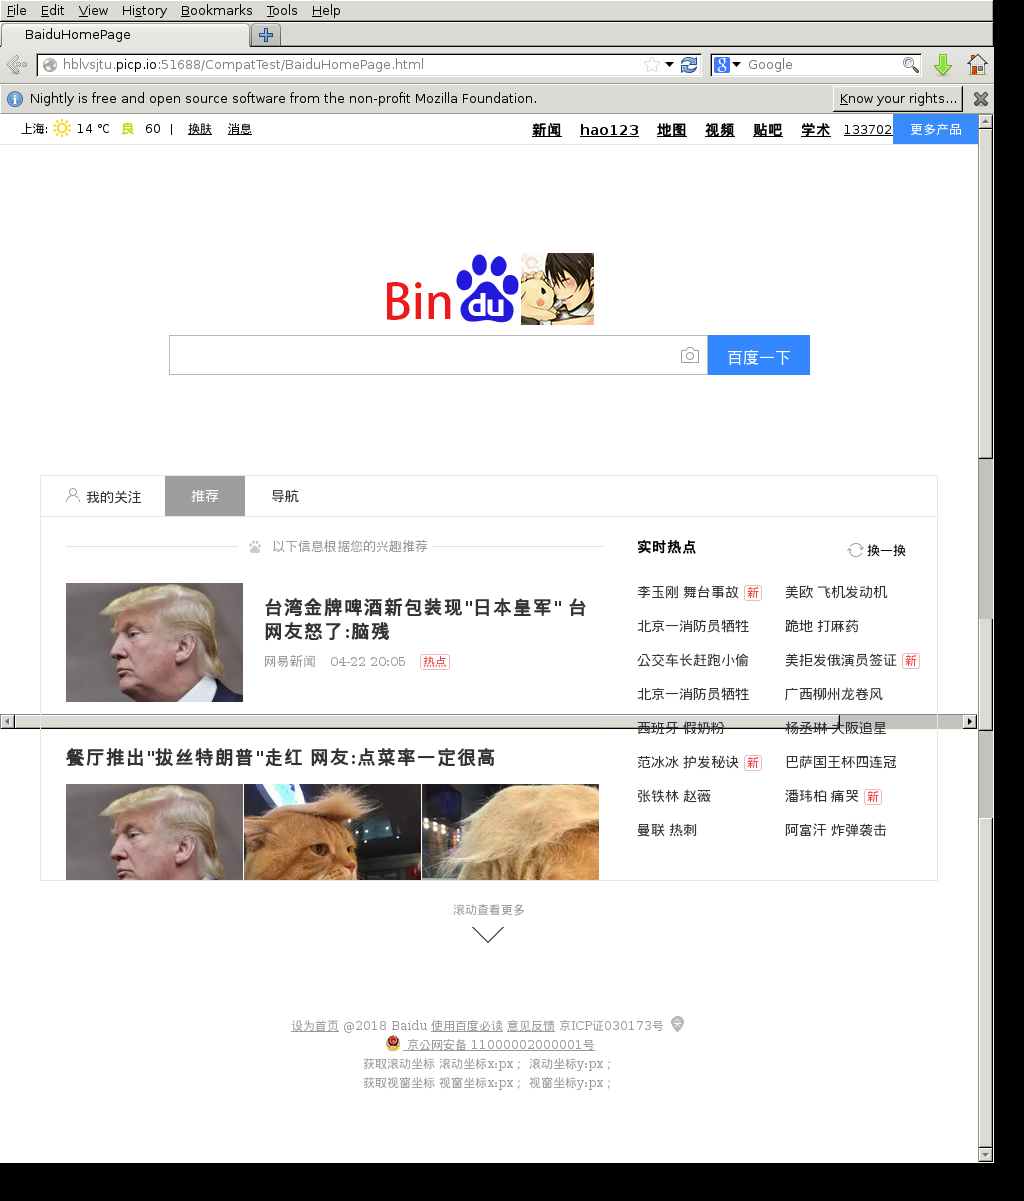 File Edit View History Bookmarks Tools Help
BaiduHomePage
hblvsjtu.picp.io:51688/CompatTest/BaiduHomePage.html Google
Nightly is free and open source software from the non-profit Mozilla Foundation. Know your rights...
上海: 14 ℃ 良 60 | 换肤 消息 新闻 hao123 地图 视频 贴吧 学术 133702 更多产品
Bin du
百度一下
我的关注 推荐 导航
以下信息根据您的兴趣推荐 实时热点 换一换
台湾金牌啤酒新包装现"日本皇军" 台
网友怒了:脑残
网易新闻 04-22 20:05 热点
李玉刚 舞台事故 新 美欧 飞机发动机
北京一消防员牺牲 跪地 打麻药
公交车长赶跑小偷 美拒发俄演员签证 新
北京一消防员牺牲 广西柳州龙卷风
西班牙 假奶粉 杨丞琳 大阪追星
餐厅推出"拔丝特朗普"走红 网友:点菜率一定很高
范冰冰 护发秘诀 新 巴萨国王杯四连冠
张铁林 赵薇 潘玮柏 痛哭 新
曼联 热刺 阿富汗 炸弹袭击
滚动查看更多
设为首页 @2018 Baidu 使用百度必读 意见反馈 京ICP证030173号
京公网安备 11000002000001号
获取滚动坐标 滚动坐标x:px； 滚动坐标y:px；
获取视窗坐标 视窗坐标x:px； 视窗坐标y:px；